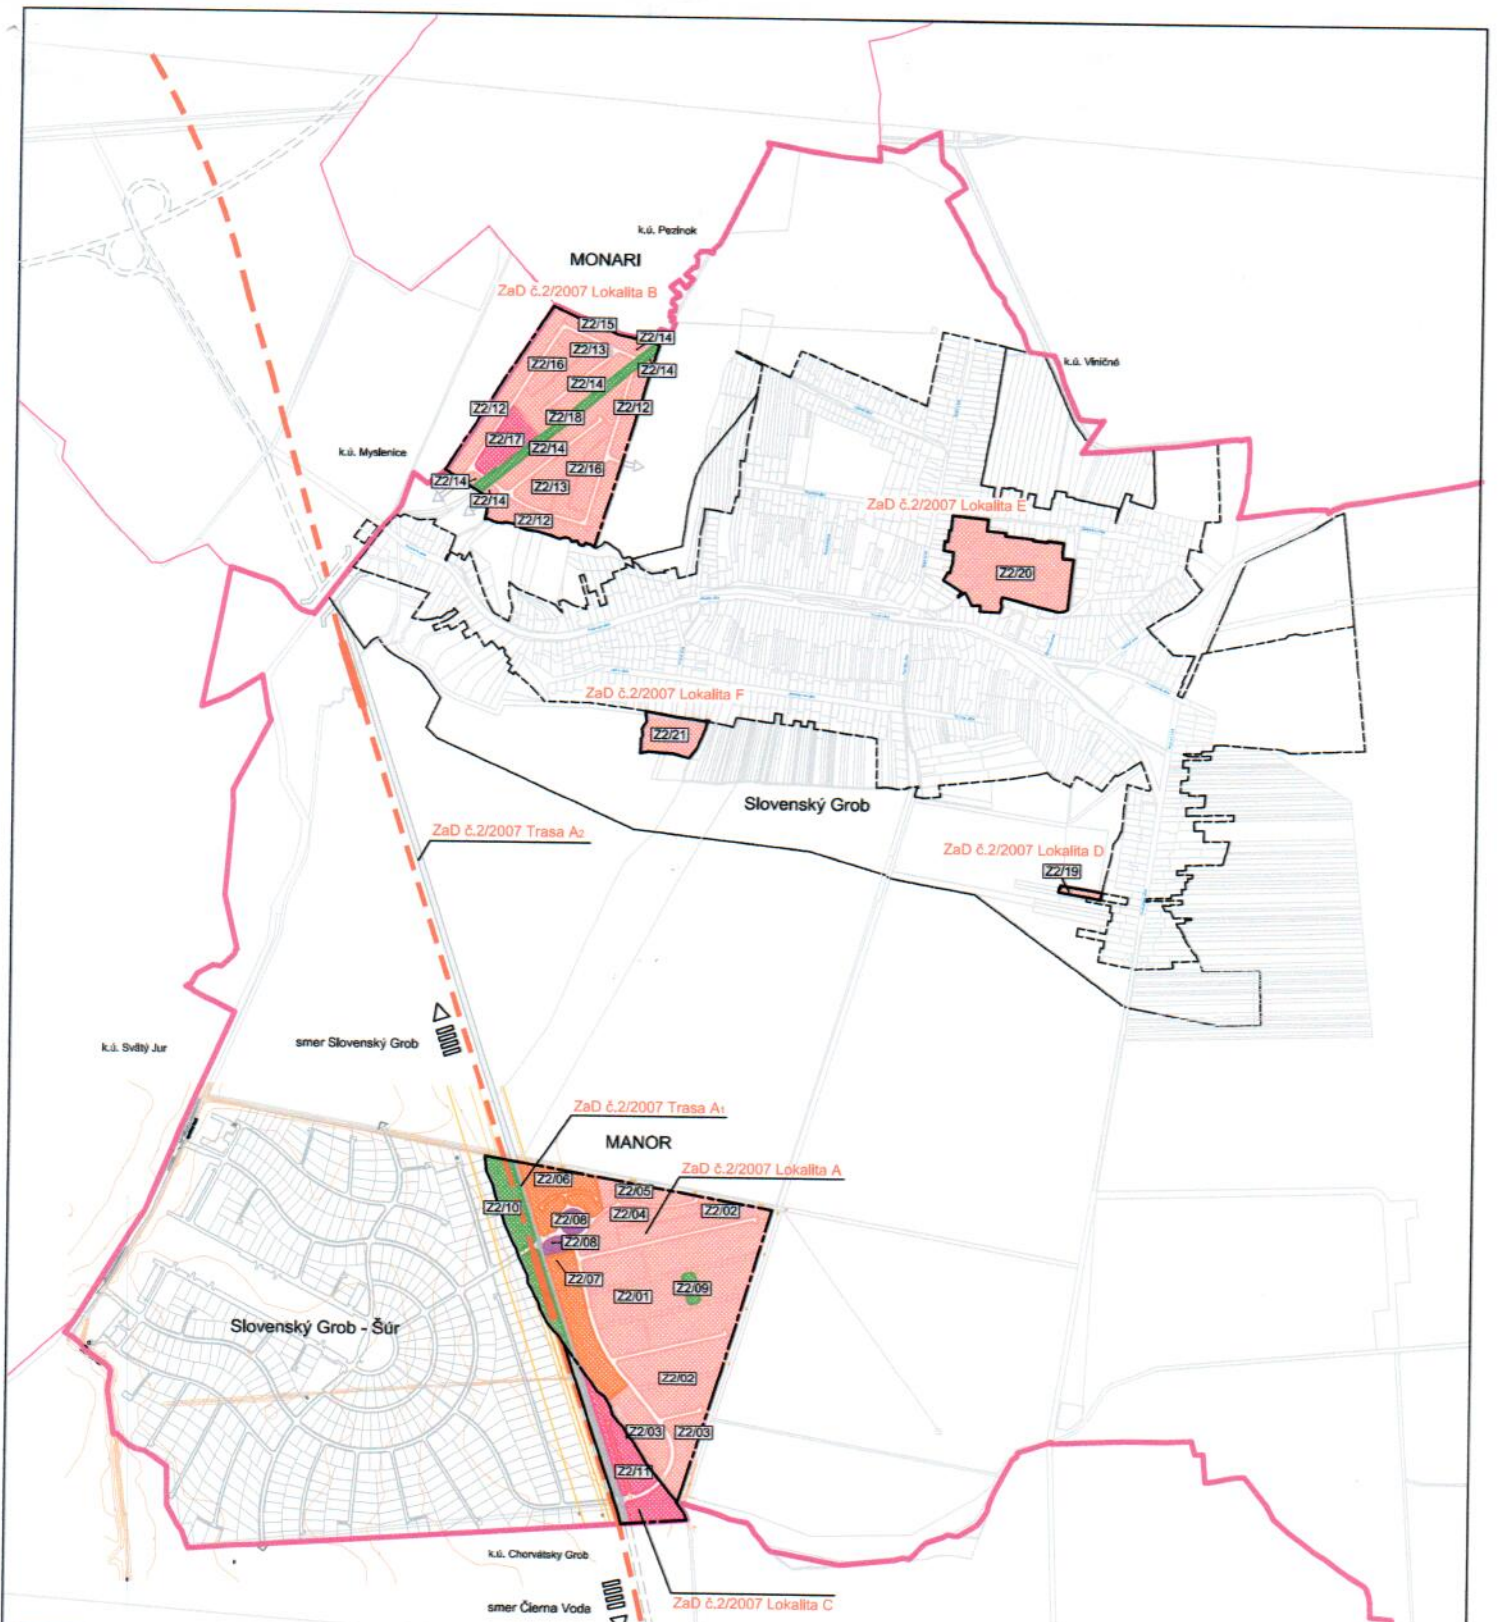 k.ú. Pezinok
MONARI
ZaD č.2/2007 Lokalita B
Z2/15
Z2/14
Z2/13
Z2/16
Z2/14
Z2/14
Z2/12
Z2/12
Z2/18
Z2/17
Z2/14
Z2/16
Z2/14
Z2/13
Z2/14
Z2/12
k.ú. Viničné
k.ú. Myslenice
ZaD č.2/2007 Lokalita E
Z2/20
ZaD č.2/2007 Lokalita F
Z2/21
Slovenský Grob
ZaD č.2/2007 Trasa A2
ZaD č.2/2007 Lokalita D
Z2/19
k.ú. Svätý Jur
smer Slovenský Grob
ZaD č.2/2007 Trasa A1
MANOR
ZaD č.2/2007 Lokalita A
Z2/06
Z2/05
Z2/10
Z2/04
Z2/02
Z2/08
Z2/08
Z2/07
Z2/09
Z2/01
Slovenský Grob - Šúr
Z2/02
Z2/03
Z2/03
Z2/11
k.ú. Chorvátsky Grob
smer Čierna Voda
ZaD č.2/2007 Lokalita C